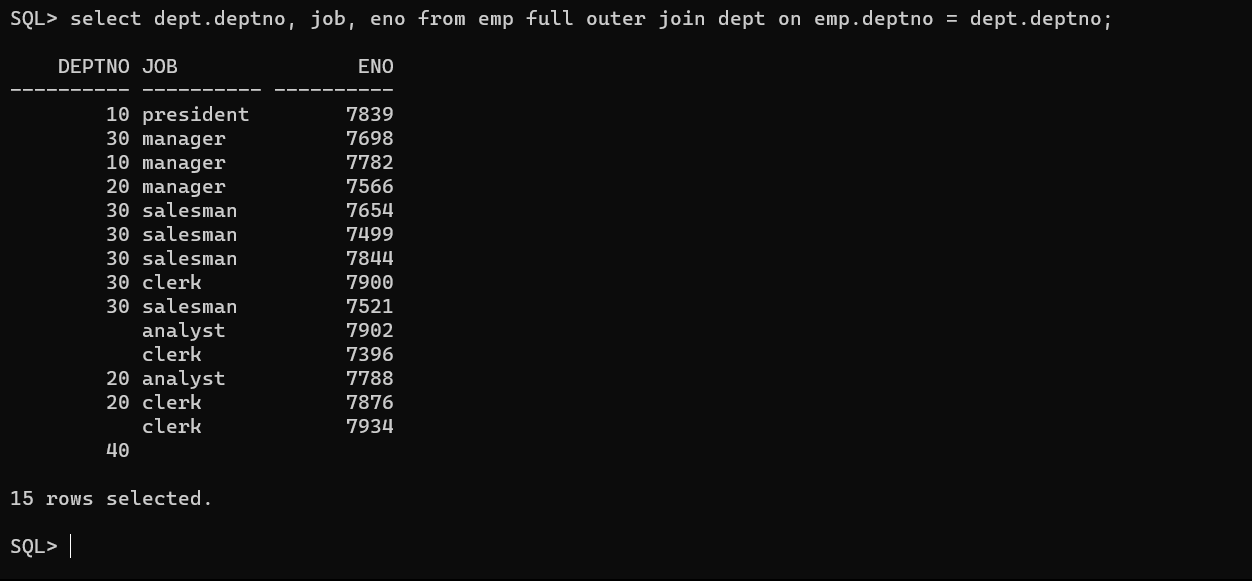 SQL> select dept.deptno, job, eno from emp full outer join dept on emp.deptno = dept.deptno;
    DEPTNO JOB               ENO
---------- ---------- ----------
        10 president        7839
        30 manager          7698
        10 manager          7782
        20 manager          7566
        30 salesman         7654
        30 salesman         7499
        30 salesman         7844
        30 clerk            7900
        30 salesman         7521
           analyst          7902
           clerk            7396
        20 analyst          7788
        20 clerk            7876
           clerk            7934
        40
15 rows selected.
SQL>